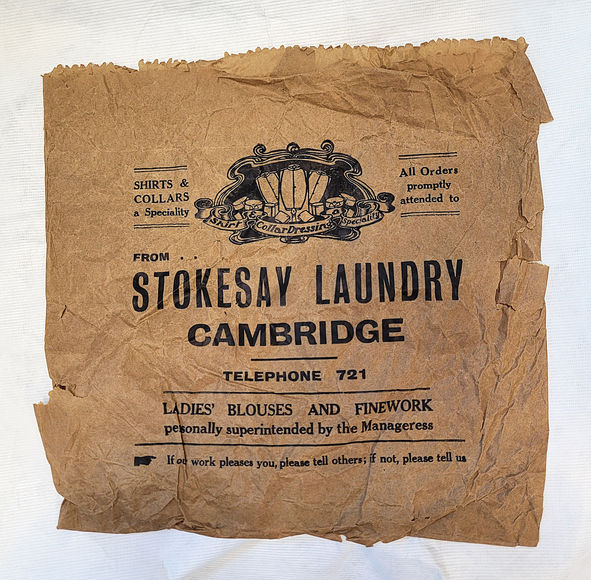 SHIRTS &
COLLARS
a Speciality
Shirt & Collar Dressing a Speciality
All Orders
promptly
attended to
FROM . .
STOKESAY LAUNDRY
CAMBRIDGE
TELEPHONE 721
LADIES' BLOUSES AND FINEWORK
pesonally superintended by the Manageress
If ou work pleases you, please tell others; if not, please tell us